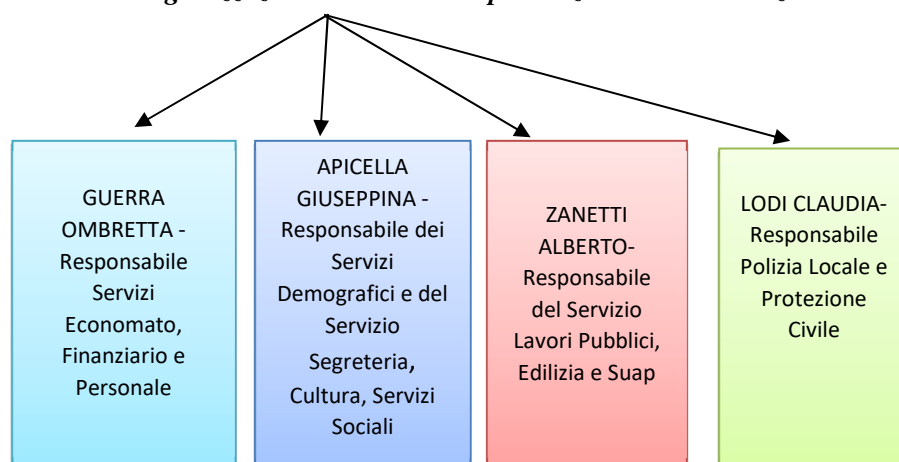 GUERRA
OMBRETTA -
Responsabile
Servizi
Economato,
Finanziario e
Personale
APICELLA
GIUSEPPINA -
Responsabile dei
Servizi
Demografici e del
Servizio
Segreteria,
Cultura, Servizi
Sociali
ZANETTI
ALBERTO-
Responsabile
del Servizio
Lavori Pubblici,
Edilizia e Suap
LODI CLAUDIA-
Responsabile
Polizia Locale e
Protezione
Civile